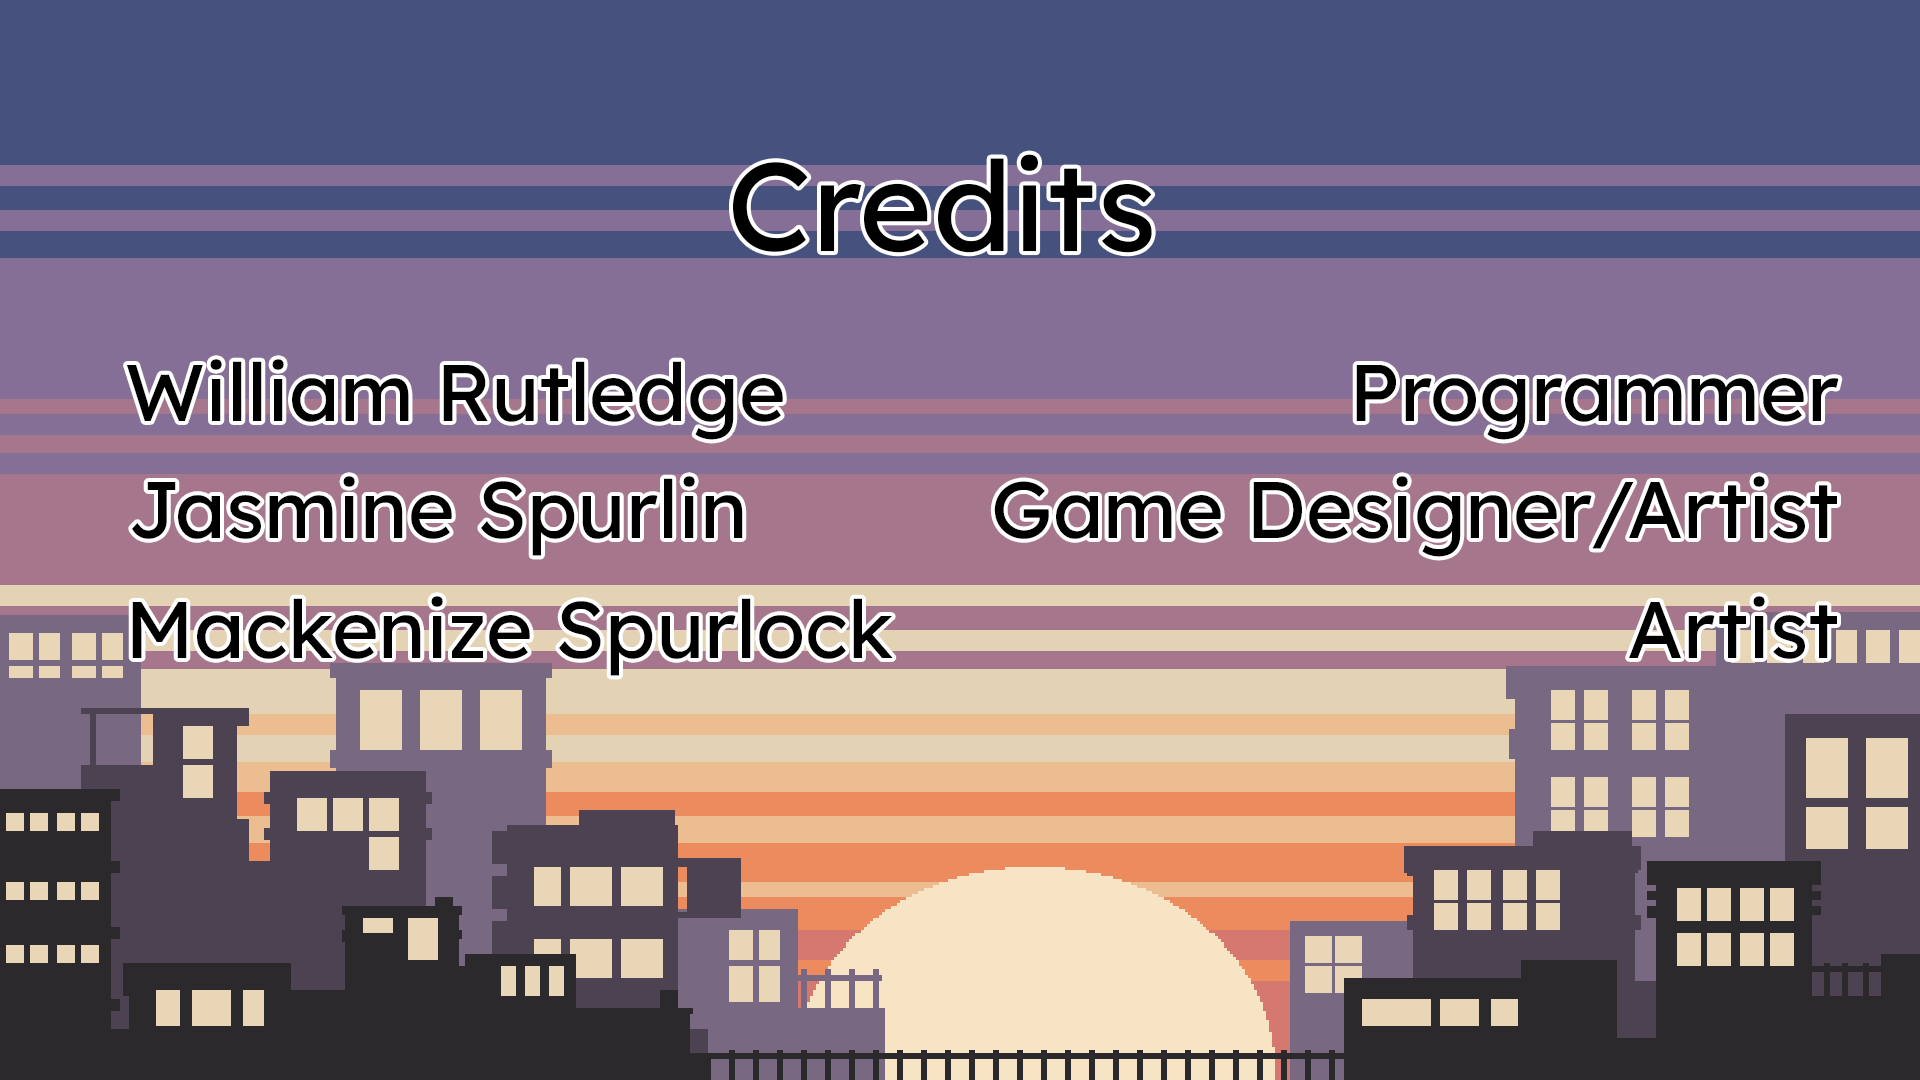 Credits
William Rutledge Programmer
Jasmine Spurlin Game Designer/Artist
Mackenize Spurlock Artist